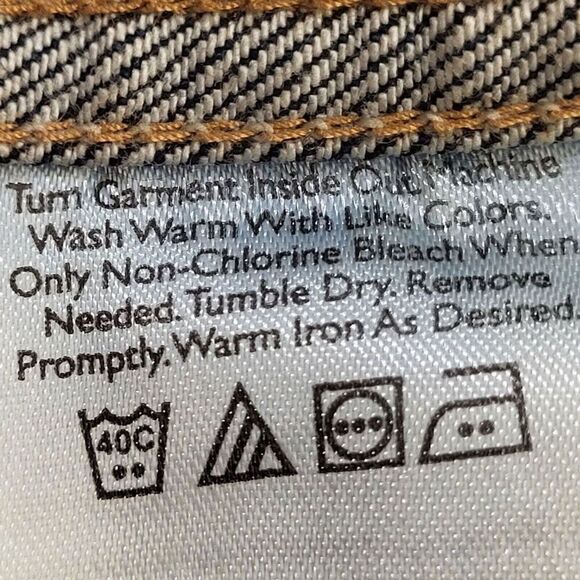 Turn Garment Inside Out Machine
Wash Warm With Like Colors.
Only Non-Chlorine Bleach When
Needed. Tumble Dry. Remove
Promptly. Warm Iron As Desired.
40C